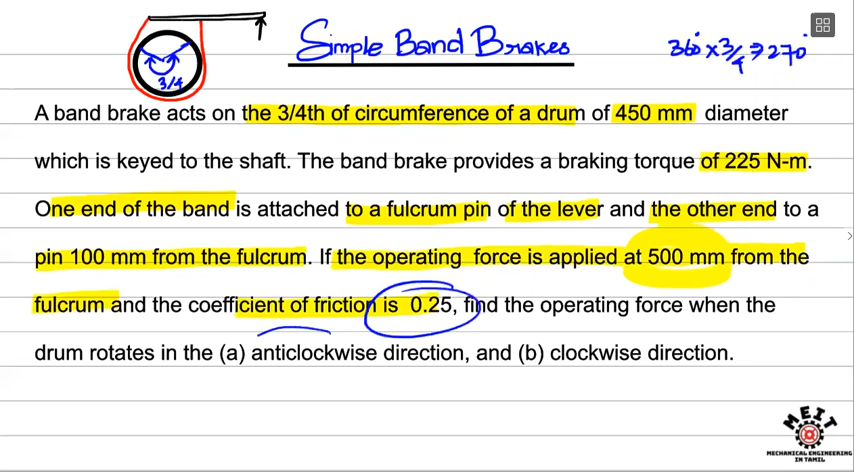 Simple Band Brakes
360° x 3/4 ⇒ 270°
3/4
A band brake acts on the 3/4th of circumference of a drum of 450 mm diameter
which is keyed to the shaft. The band brake provides a braking torque of 225 N-m.
One end of the band is attached to a fulcrum pin of the lever and the other end to a
pin 100 mm from the fulcrum. If the operating force is applied at 500 mm from the
fulcrum and the coefficient of friction is 0.25, find the operating force when the
drum rotates in the (a) anticlockwise direction, and (b) clockwise direction.
MEIT
MECHANICAL ENGINEERING
IN TAMIL